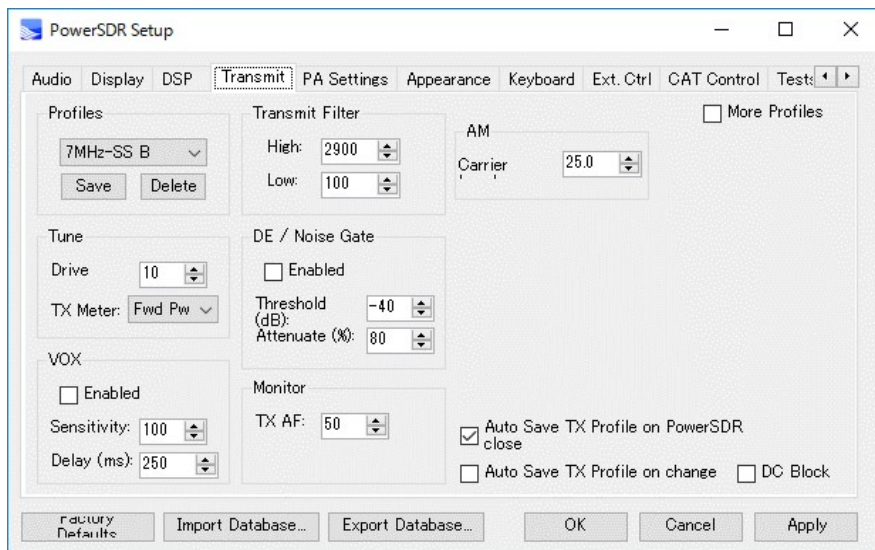 PowerSDR Setup
Audio Display DSP Transmit PA Settings Appearance Keyboard Ext. Ctrl CAT Control Tests
Profiles
7MHz-SS B
Save Delete
Transmit Filter
High: 2900
Low: 100
AM
Carrier 25.0
More Profiles
Tune
Drive 10
TX Meter: Fwd Pw
DE / Noise Gate
Enabled
Threshold -40
(dB):
Attenuate (%): 80
VOX
Enabled
Sensitivity: 100
Delay (ms): 250
Monitor
TX AF: 50
Auto Save TX Profile on PowerSDR
close
Auto Save TX Profile on change DC Block
Factory
Defaults
Import Database... Export Database... OK Cancel Apply